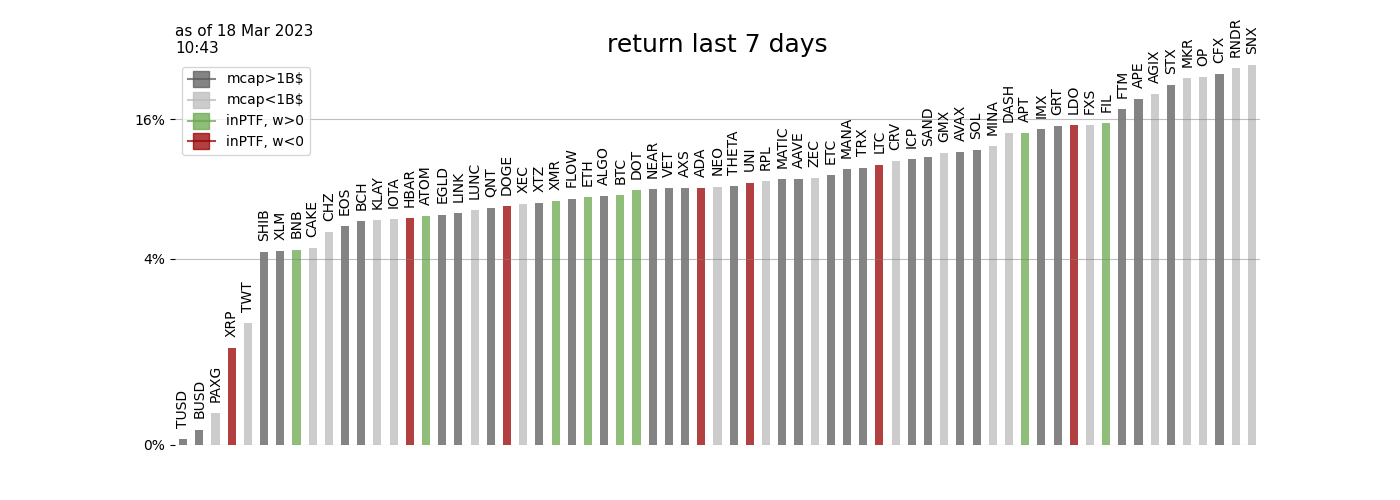 as of 18 Mar 2023
10:43
return last 7 days
mcap>1B$
mcap<1B$
inPTF, w>0
inPTF, w<0
16%
4%
0%
TUSD
BUSD
PAXG
XRP
TWT
SHIB
XLM
BNB
CAKE
CHZ
EOS
BCH
KLAY
IOTA
HBAR
ATOM
EGLD
LINK
LUNC
QNT
DOGE
XEC
XTZ
XMR
FLOW
ETH
ALGO
BTC
DOT
NEAR
VET
AXS
ADA
NEO
THETA
UNI
RPL
MATIC
AAVE
ZEC
ETC
MANA
TRX
LTC
CRV
ICP
SAND
GMX
AVAX
SOL
MINA
DASH
APT
IMX
GRT
LDO
FXS
FIL
FTM
APE
AGIX
STX
MKR
OP
CFX
RNDR
SNX